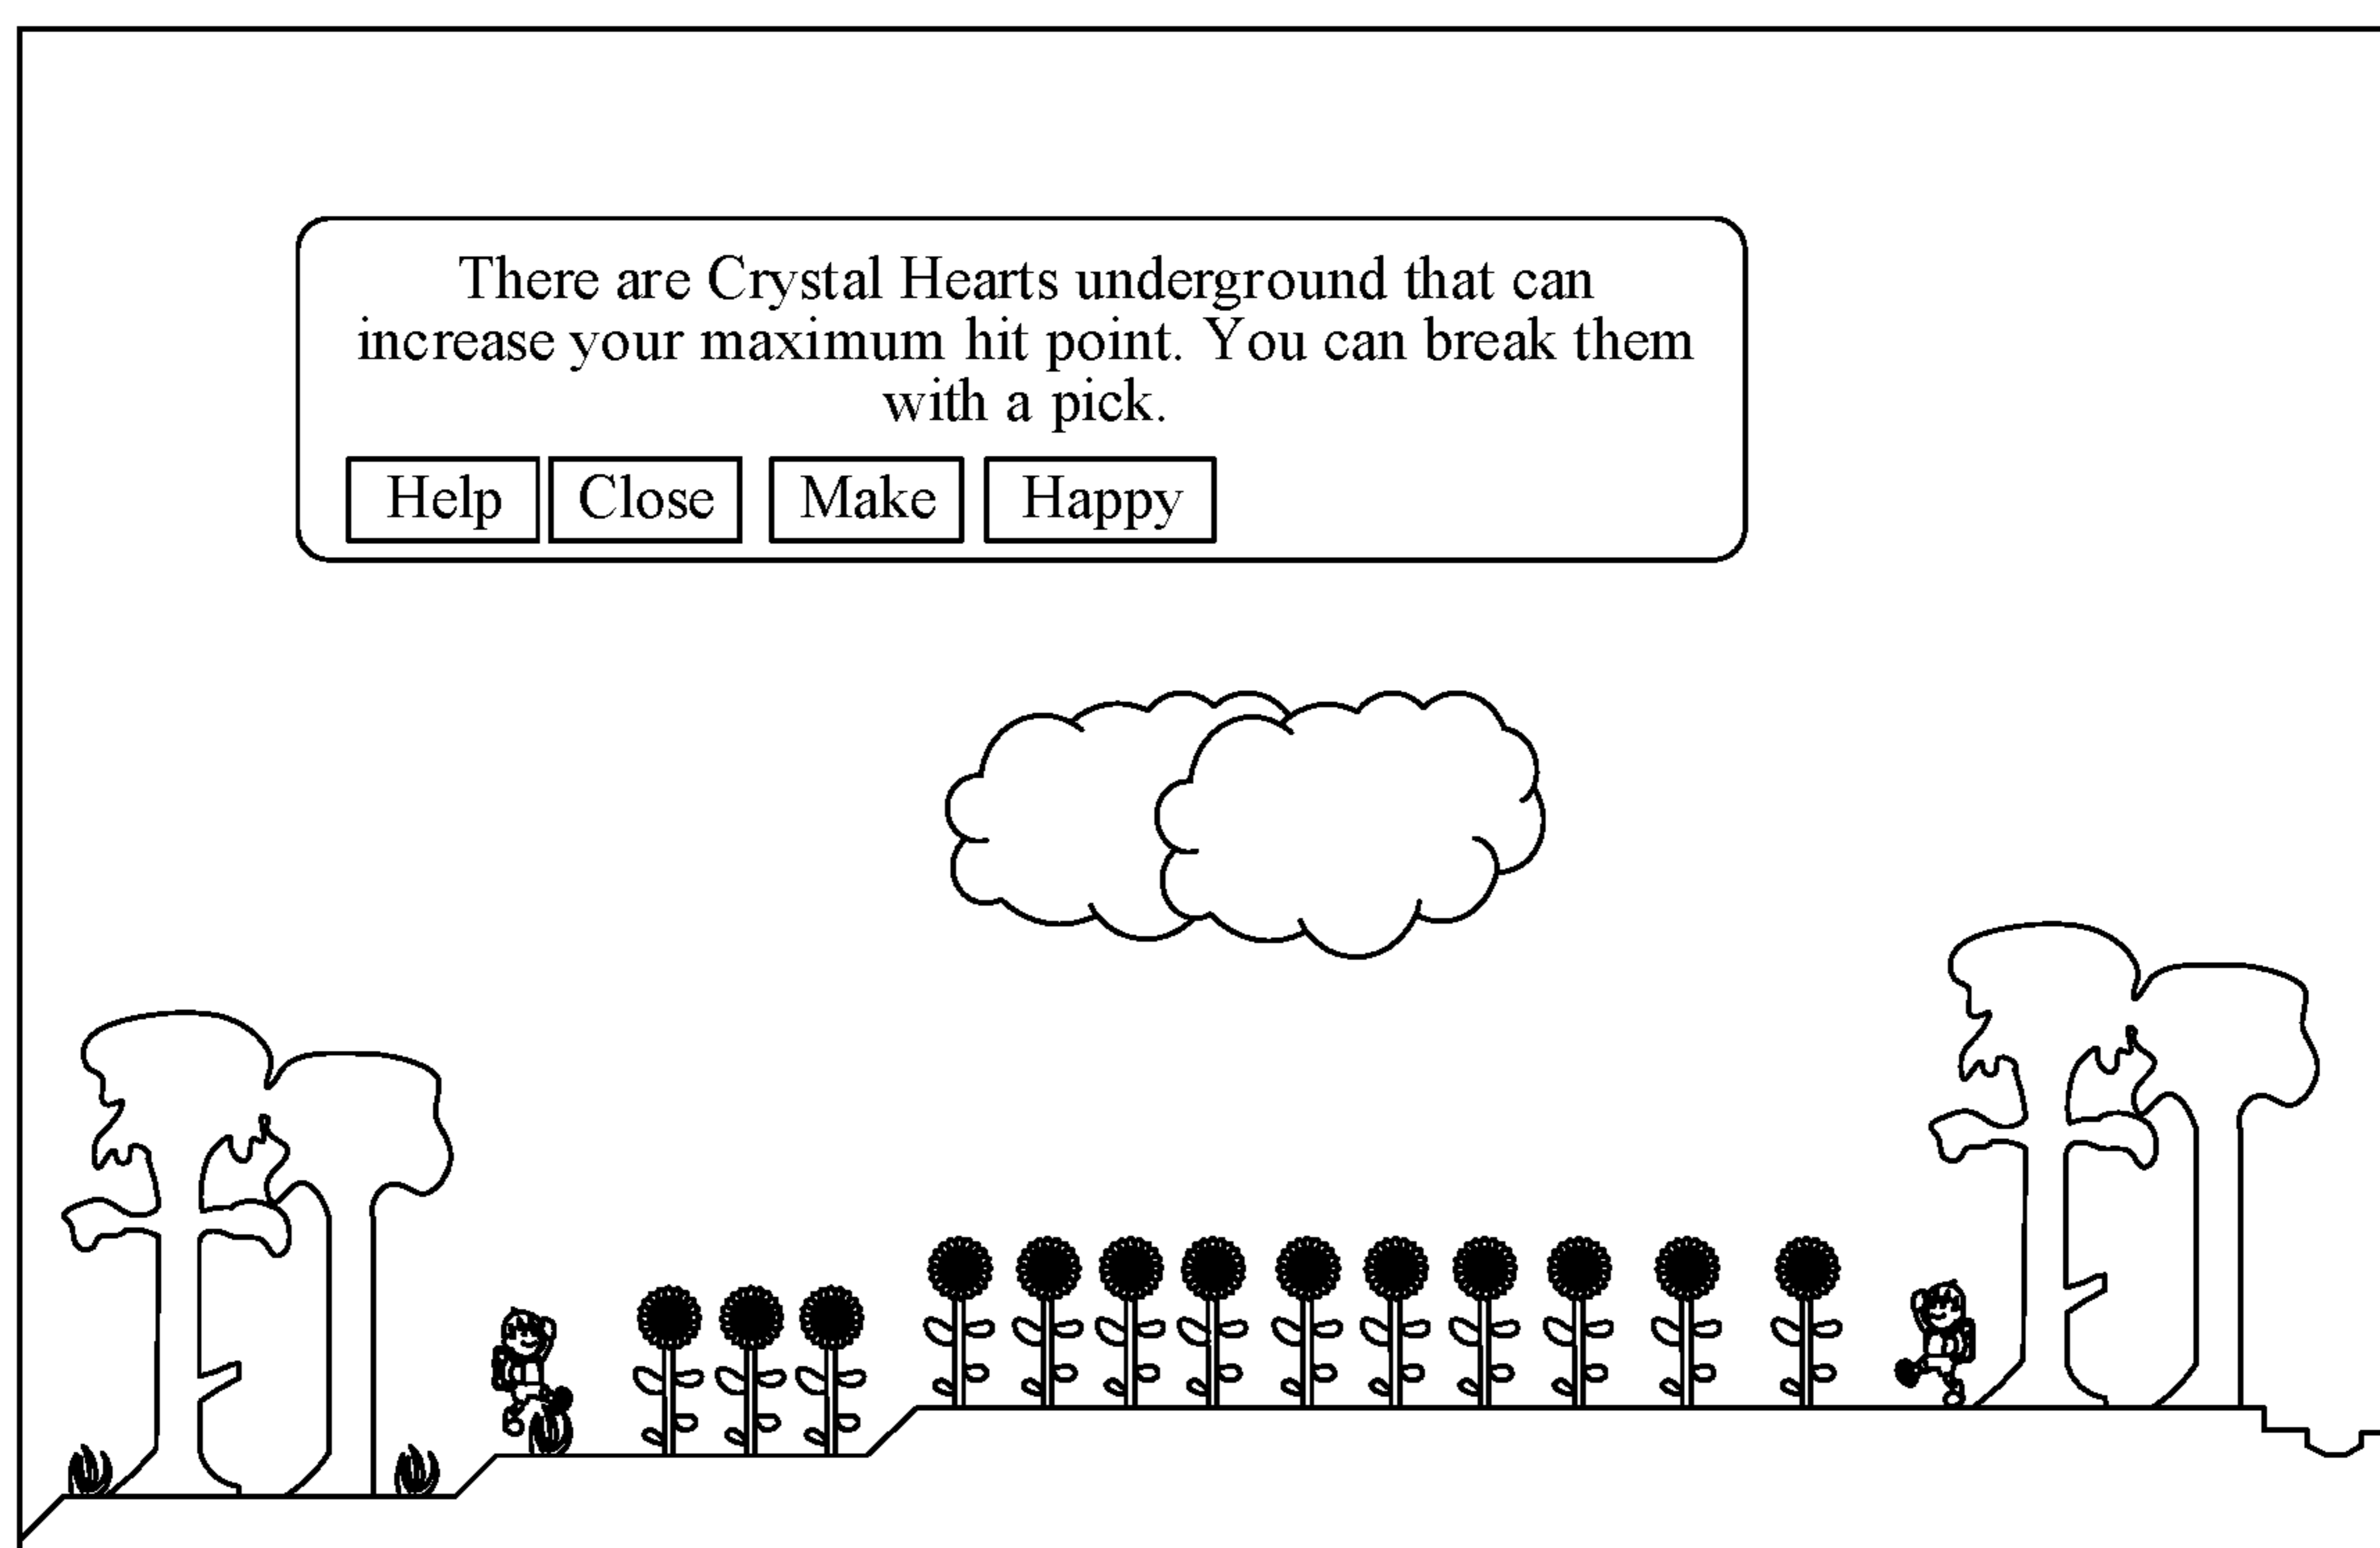 There are Crystal Hearts underground that can
increase your maximum hit point. You can break them
with a pick.
Help Close Make Happy